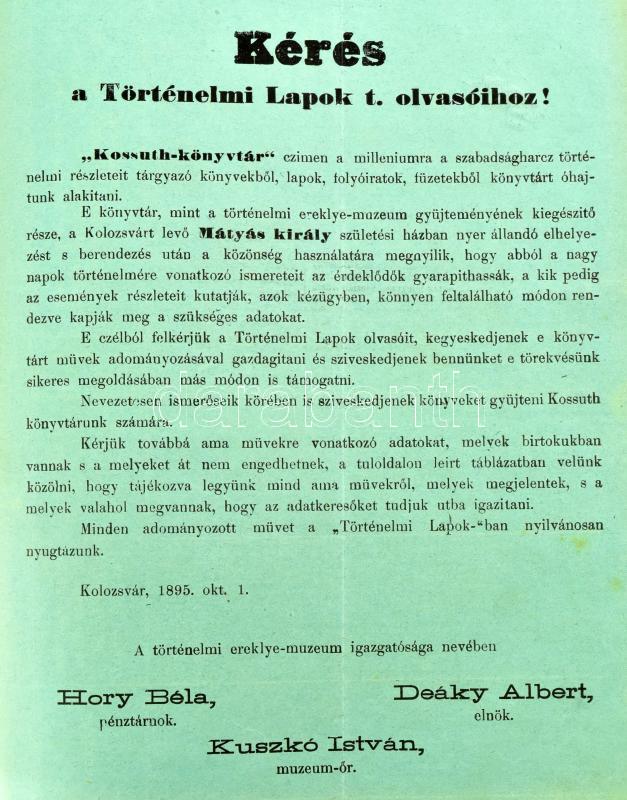 Kérés
a Történelmi Lapok t. olvasóihoz!
„Kossuth-könyvtár“ czimen a milleniumra a szabadságharcz törté-
nelmi részleteit tárgyazó könyvekből, lapok, folyóiratok, füzetekből könyvtárt óhaj-
tunk alakitani.
E könyvtár, mint a történelmi ereklye-muzeum gyüjteményének kiegészitő
része, a Kolozsvárt levő Mátyás király születési házban nyer állandó elhelye-
zést s berendezés után a közönség használatára megnyilik, hogy abból a nagy
napok történelmére vonatkozó ismereteit az érdeklődők gyarapithassák, a kik pedig
az események részleteit kutatják, azok kézügyben, könnyen feltalálható módon ren-
dezve kapják meg a szükséges adatokat.
E czélból felkérjük a Történelmi Lapok olvasóit, kegyeskedjenek e könyv-
tárt müvek adományozásával gazdagitani és sziveskedjenek bennünket e törekvésünk
sikeres megoldásában más módon is támogatni.
Nevezetesen ismerőseik körében is sziveskedjenek könyveket gyüjteni Kossuth
könyvtárunk számára.
Kérjük továbbá ama müvekre vonatkozó adatokat, melyek birtokukban
vannak s a melyeket át nem engedhetnek, a tuloldalon leirt táblázatban velünk
közölni, hogy tájékozva legyünk mind ama müvekről, melyek megjelentek, s a
melyek valahol megvannak, hogy az adatkeresőket tudjuk utba igazitani.
Minden adományozott müvet a „Történelmi Lapok-“ban nyilvánosan
nyugtázunk.
Kolozsvár, 1895. okt. 1.
A történelmi ereklye-muzeum igazgatósága nevében
Hory Béla, Deáky Albert,
pénztárnok. elnök.
Kuszkó István,
muzeum-őr.
darabanth